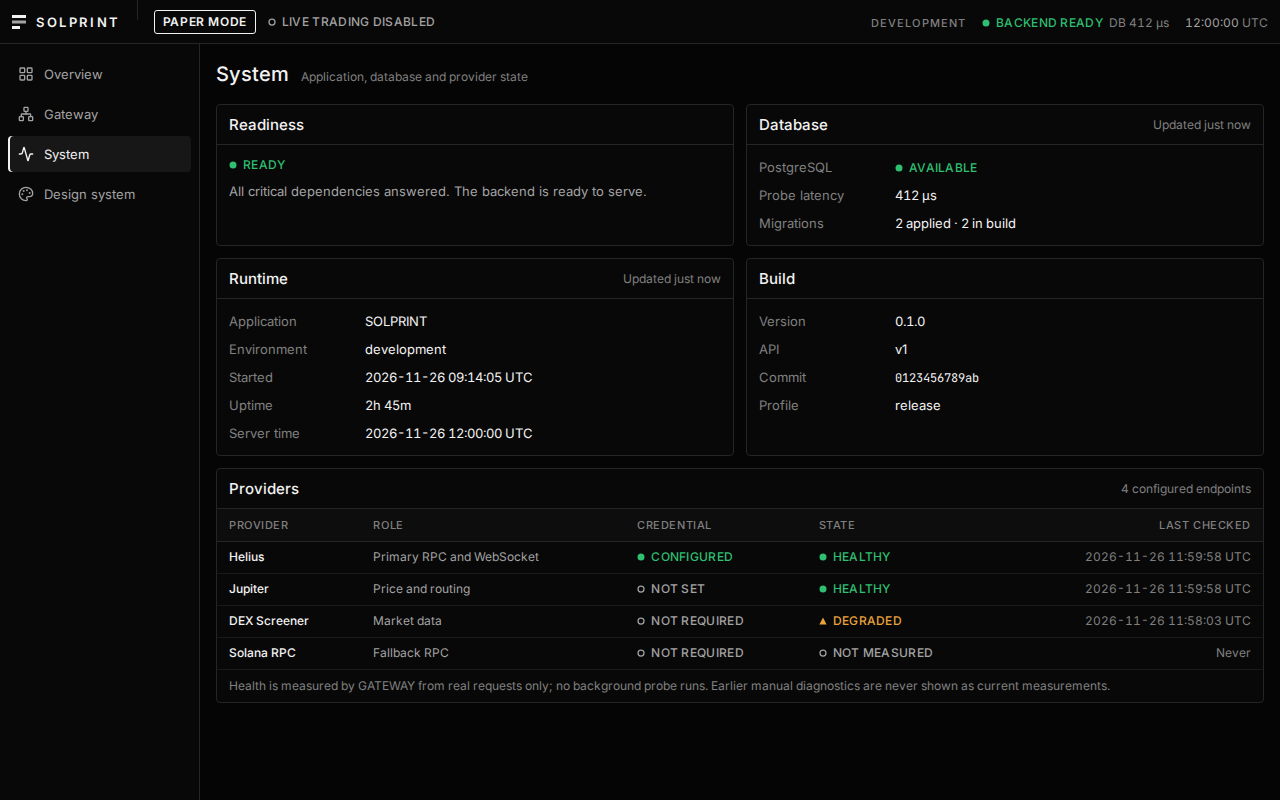 SOLPRINT PAPER MODE LIVE TRADING DISABLED DEVELOPMENT BACKEND READY DB 412 µs 12:00:00 UTC
Overview
Gateway
System
Design system
System Application, database and provider state
Readiness
READY
All critical dependencies answered. The backend is ready to serve.
Database Updated just now
PostgreSQL AVAILABLE
Probe latency 412 µs
Migrations 2 applied · 2 in build
Runtime Updated just now
Application SOLPRINT
Environment development
Started 2026-11-26 09:14:05 UTC
Uptime 2h 45m
Server time 2026-11-26 12:00:00 UTC
Build
Version 0.1.0
API v1
Commit 0123456789ab
Profile release
Providers 4 configured endpoints
PROVIDER ROLE CREDENTIAL STATE LAST CHECKED
Helius Primary RPC and WebSocket CONFIGURED HEALTHY 2026-11-26 11:59:58 UTC
Jupiter Price and routing NOT SET HEALTHY 2026-11-26 11:59:58 UTC
DEX Screener Market data NOT REQUIRED DEGRADED 2026-11-26 11:58:03 UTC
Solana RPC Fallback RPC NOT REQUIRED NOT MEASURED Never
Health is measured by GATEWAY from real requests only; no background probe runs. Earlier manual diagnostics are never shown as current measurements.